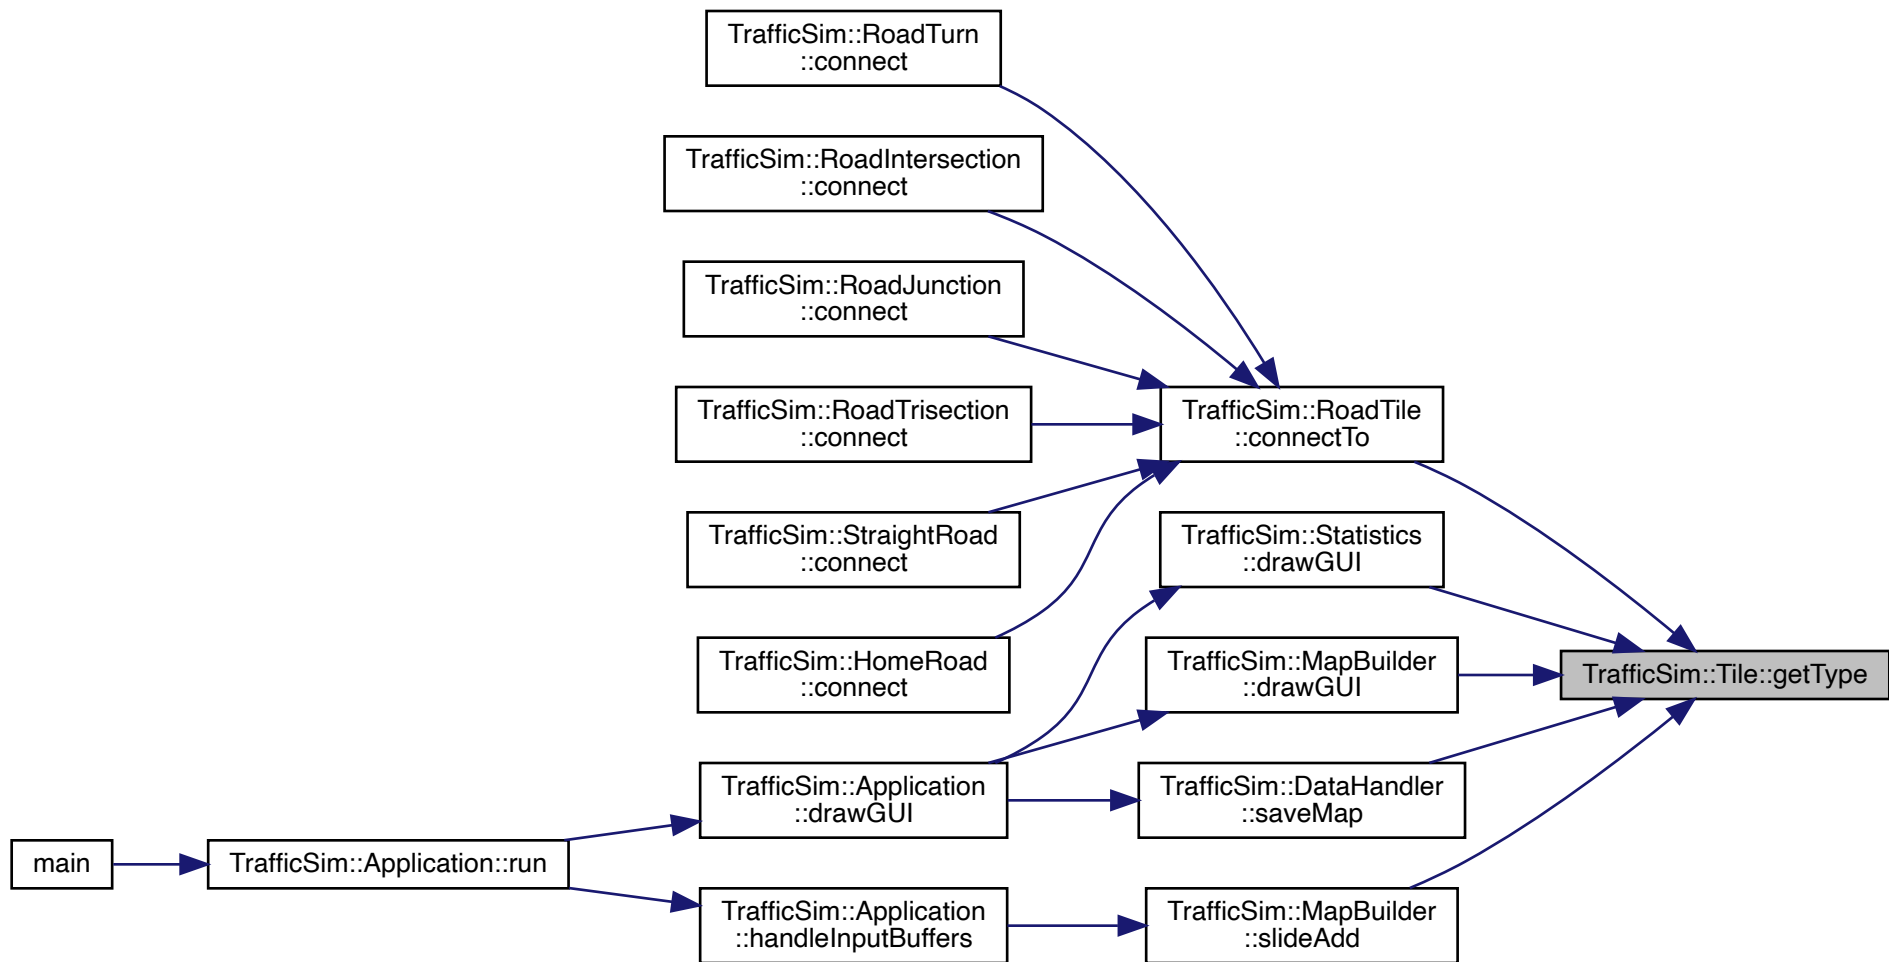 TrafficSim::RoadTurn
::connect
TrafficSim::RoadIntersection
::connect
TrafficSim::RoadJunction
::connect
TrafficSim::RoadTrisection
::connect
TrafficSim::RoadTile
::connectTo
TrafficSim::StraightRoad
::connect
TrafficSim::Statistics
::drawGUI
TrafficSim::HomeRoad
::connect
TrafficSim::MapBuilder
::drawGUI
TrafficSim::Tile::getType
TrafficSim::Application
::drawGUI
TrafficSim::DataHandler
::saveMap
main
TrafficSim::Application::run
TrafficSim::Application
::handleInputBuffers
TrafficSim::MapBuilder
::slideAdd